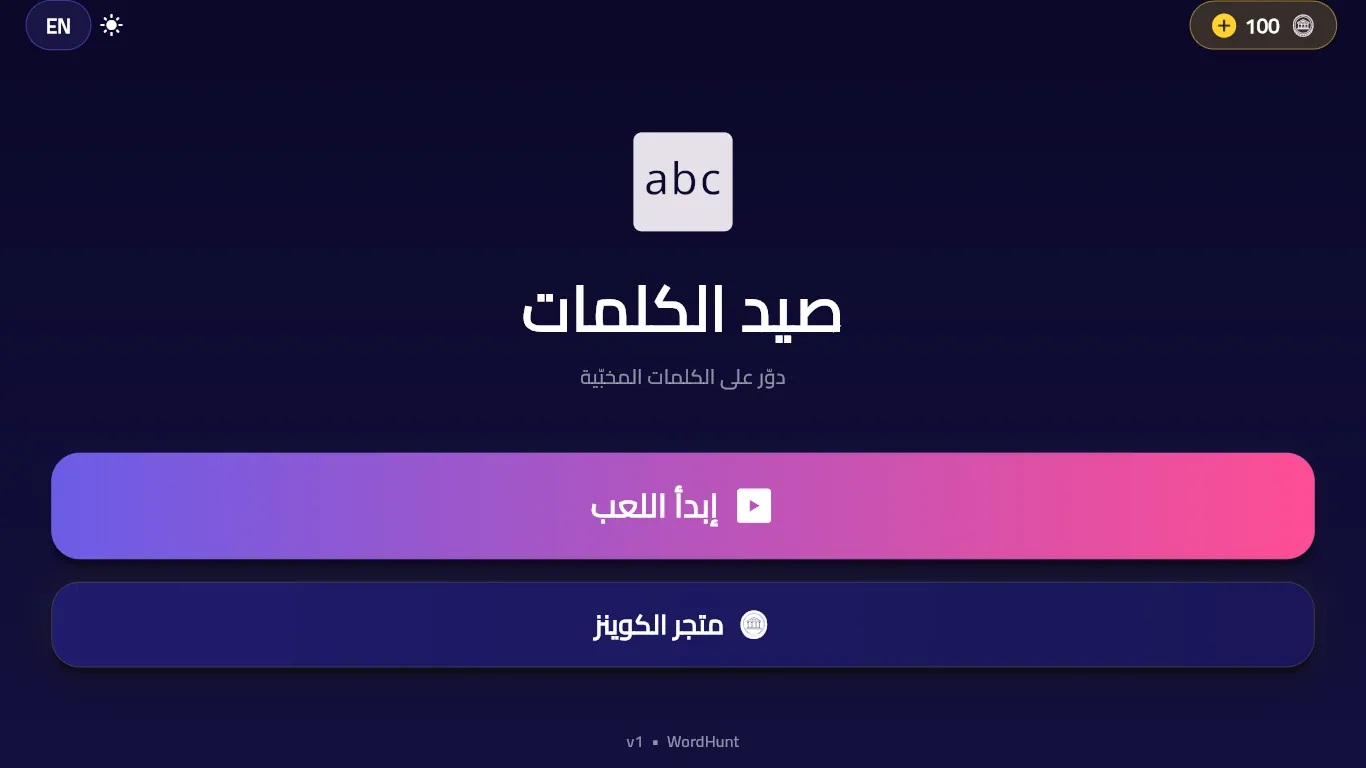 EN
100
abc
صيد الكلمات
دوّر على الكلمات المخبّية
إبدأ اللعب
متجر الكوينز
v1 • WordHunt